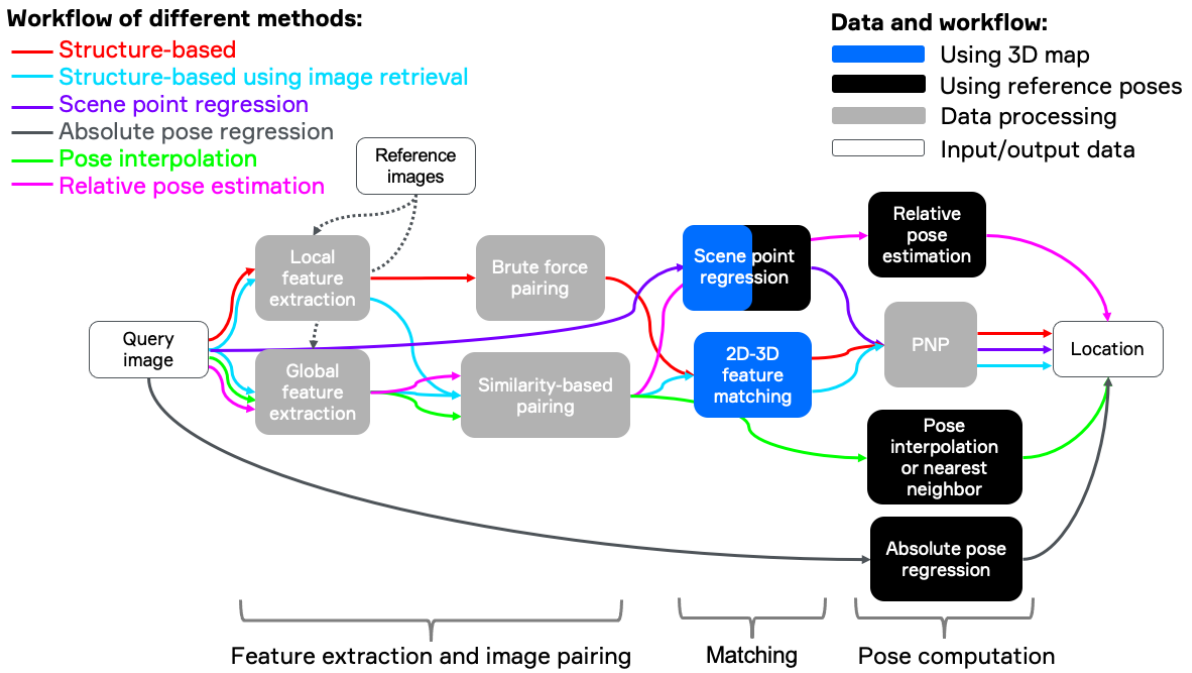 Workflow of different methods:
Structure-based
Structure-based using image retrieval
Scene point regression
Absolute pose regression
Pose interpolation
Relative pose estimation
Data and workflow:
Using 3D map
Using reference poses
Data processing
Input/output data
Reference
images
Query
image
Local
feature
extraction
Global
feature
extraction
Brute force
pairing
Similarity-based
pairing
Scene point
regression
2D-3D
feature
matching
Relative
pose
estimation
PNP
Pose
interpolation
or nearest
neighbor
Absolute pose
regression
Location
Feature extraction and image pairing
Matching
Pose computation